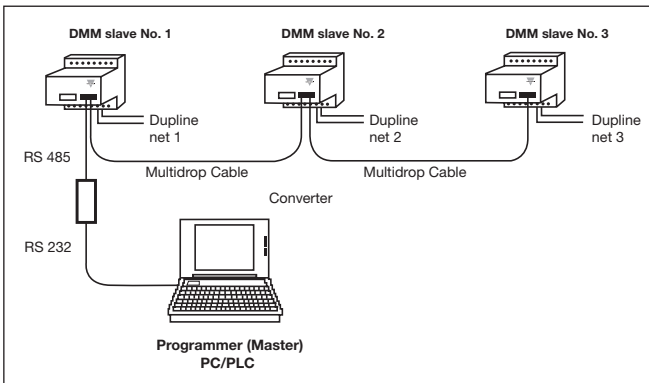 DMM slave No. 1
DMM slave No. 2
DMM slave No. 3
Dupline
net 1
Dupline
net 2
Dupline
net 3
RS 485
Multidrop Cable
Multidrop Cable
Converter
RS 232
Programmer (Master)
PC/PLC